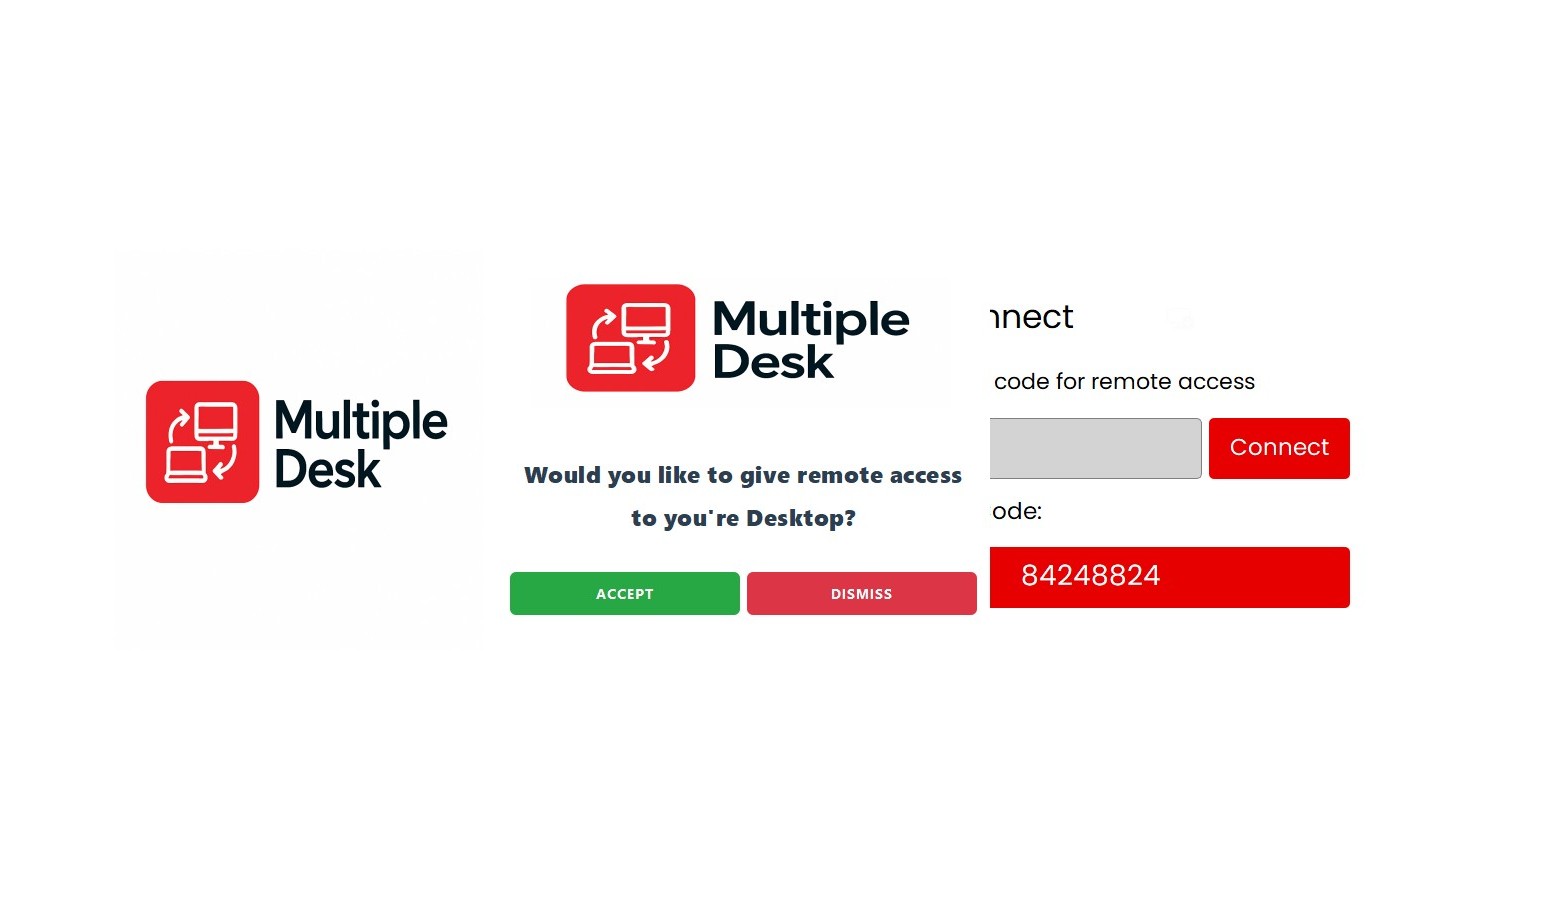 Multiple
Desk
Multiple
Desk
Would you like to give remote access
to you're Desktop?
ACCEPT
DISMISS
nnect
code for remote access
Connect
ode:
84248824